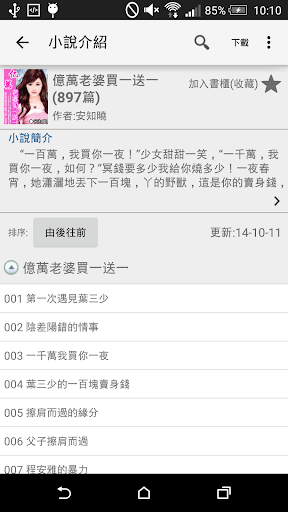 85% 10:10
小說介紹 下載
億萬老婆買一送一
(897篇)
加入書櫃(收藏)
作者:安知曉
小說簡介
“一百萬，我買你一夜！”少女甜甜一笑，“一千萬，我
買你，如何？”冥錢要多少我給你燒多少！一夜春
宵，她瀟灑地丟下一百塊，丫的野獸，這是你的賣身錢，
排序: 由後往前 更新:14-10-11
億萬老婆買一送一
001 第一次遇見葉三少
002 陰差陽錯的情事
003 一千萬我買你一夜
004 葉三少的一百塊賣身錢
005 擦肩而過的緣分
006 父子擦肩而過
007 程安雅的暴力